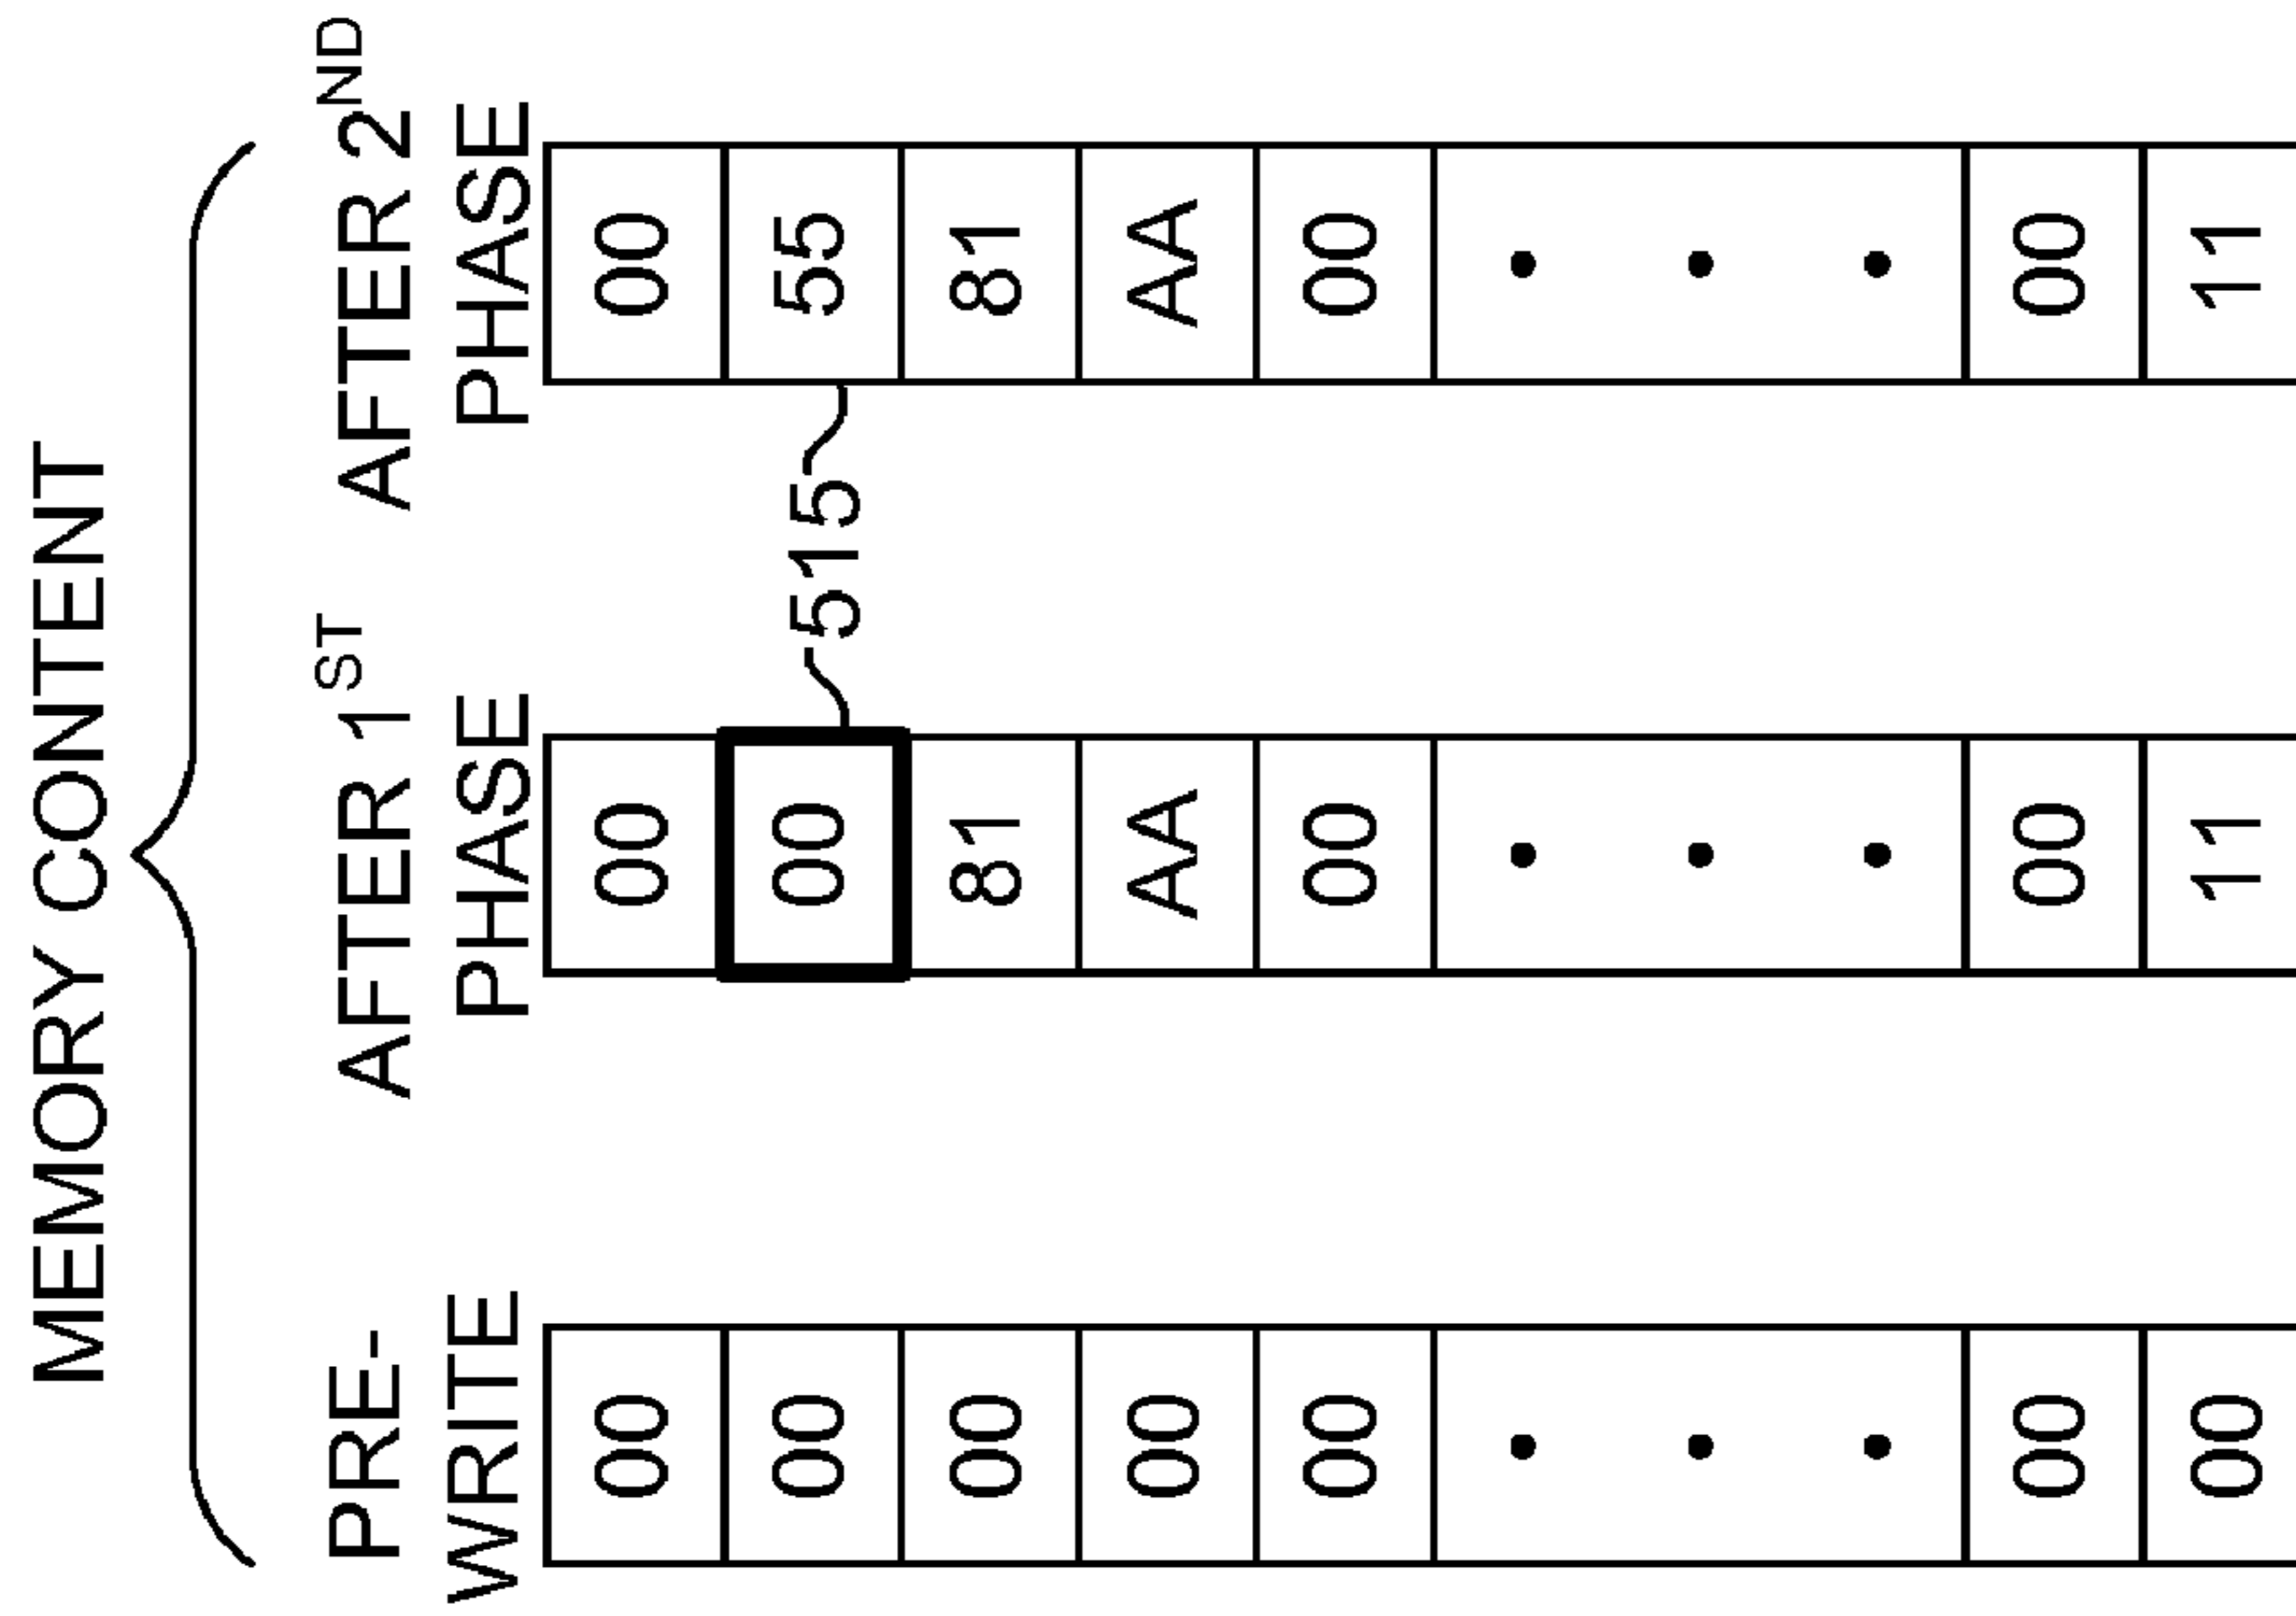 MEMORY CONTENT
PRE-
WRITE
AFTER 1ST
PHASE
AFTER 2ND
PHASE
00 00 00
00 00 515 55
00 81 81
00 AA AA
00 00 00
00 00 00
00 11 11